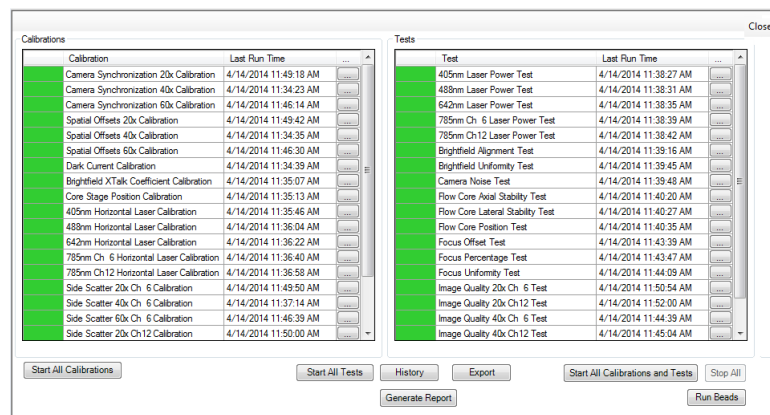 Close
Calibrations
Calibration Last Run Time ...
Camera Synchronization 20x Calibration 4/14/2014 11:49:18 AM ...
Camera Synchronization 40x Calibration 4/14/2014 11:34:23 AM ...
Camera Synchronization 60x Calibration 4/14/2014 11:46:14 AM ...
Spatial Offsets 20x Calibration 4/14/2014 11:49:42 AM ...
Spatial Offsets 40x Calibration 4/14/2014 11:34:35 AM ...
Spatial Offsets 60x Calibration 4/14/2014 11:46:30 AM ...
Dark Current Calibration 4/14/2014 11:34:39 AM ...
Brightfield XTalk Coefficient Calibration 4/14/2014 11:35:07 AM ...
Core Stage Position Calibration 4/14/2014 11:35:13 AM ...
405nm Horizontal Laser Calibration 4/14/2014 11:35:46 AM ...
488nm Horizontal Laser Calibration 4/14/2014 11:36:04 AM ...
642nm Horizontal Laser Calibration 4/14/2014 11:36:22 AM ...
785nm Ch 6 Horizontal Laser Calibration 4/14/2014 11:36:40 AM ...
785nm Ch12 Horizontal Laser Calibration 4/14/2014 11:36:58 AM ...
Side Scatter 20x Ch 6 Calibration 4/14/2014 11:49:50 AM ...
Side Scatter 40x Ch 6 Calibration 4/14/2014 11:37:14 AM ...
Side Scatter 60x Ch 6 Calibration 4/14/2014 11:46:39 AM ...
Side Scatter 20x Ch12 Calibration 4/14/2014 11:50:00 AM ...
Tests
Test Last Run Time ...
405nm Laser Power Test 4/14/2014 11:38:27 AM ...
488nm Laser Power Test 4/14/2014 11:38:31 AM ...
642nm Laser Power Test 4/14/2014 11:38:35 AM ...
785nm Ch 6 Laser Power Test 4/14/2014 11:38:39 AM ...
785nm Ch12 Laser Power Test 4/14/2014 11:38:42 AM ...
Brightfield Alignment Test 4/14/2014 11:39:16 AM ...
Brightfield Uniformity Test 4/14/2014 11:39:45 AM ...
Camera Noise Test 4/14/2014 11:39:48 AM ...
Flow Core Axial Stability Test 4/14/2014 11:40:20 AM ...
Flow Core Lateral Stability Test 4/14/2014 11:40:27 AM ...
Flow Core Position Test 4/14/2014 11:40:35 AM ...
Focus Offset Test 4/14/2014 11:43:39 AM ...
Focus Percentage Test 4/14/2014 11:43:47 AM ...
Focus Uniformity Test 4/14/2014 11:44:09 AM ...
Image Quality 20x Ch 6 Test 4/14/2014 11:50:54 AM ...
Image Quality 20x Ch12 Test 4/14/2014 11:52:00 AM ...
Image Quality 40x Ch 6 Test 4/14/2014 11:44:39 AM ...
Image Quality 40x Ch12 Test 4/14/2014 11:45:04 AM ...
Start All Calibrations
Start All Tests
History
Export
Start All Calibrations and Tests
Stop All
Generate Report
Run Beads